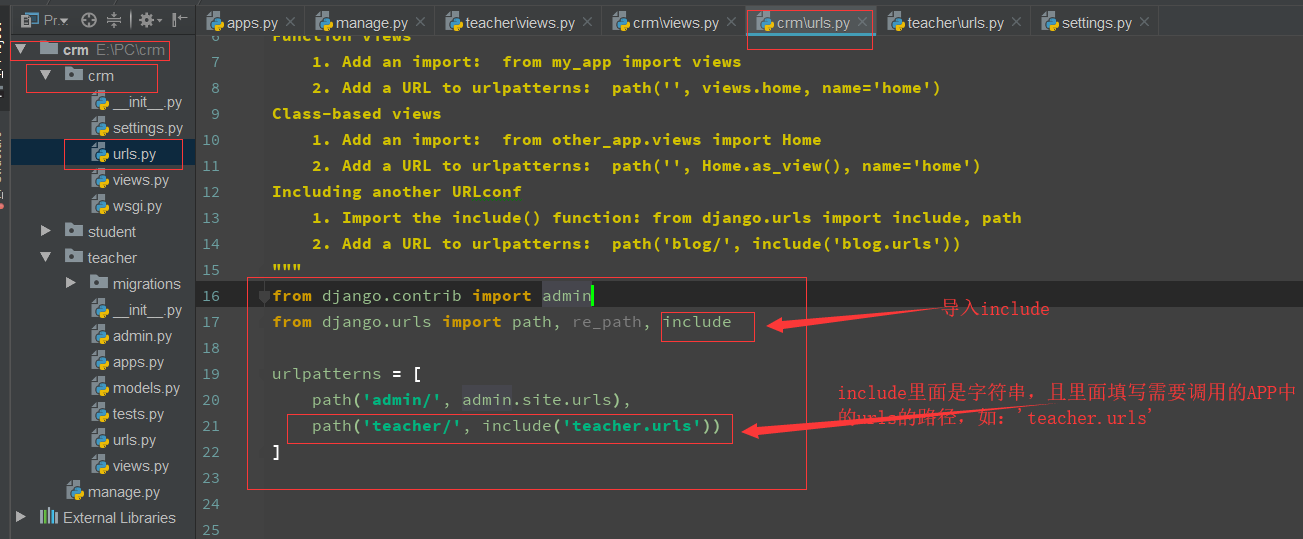 Pr.
apps.py
manage.py
teacher\views.py
crm\views.py
crm\urls.py
teacher\urls.py
settings.py
crm E:\PC\crm
crm
__init__.py
settings.py
urls.py
views.py
wsgi.py
student
teacher
migrations
__init__.py
admin.py
apps.py
models.py
tests.py
urls.py
views.py
manage.py
External Libraries
6 Function views
7 1. Add an import:  from my_app import views
8 2. Add a URL to urlpatterns:  path('', views.home, name='home')
9 Class-based views
10 1. Add an import:  from other_app.views import Home
11 2. Add a URL to urlpatterns:  path('', Home.as_view(), name='home')
12 Including another URLconf
13 1. Import the include() function: from django.urls import include, path
14 2. Add a URL to urlpatterns:  path('blog/', include('blog.urls'))
15 """
16 from django.contrib import admin
17 from django.urls import path, re_path, include
18
19 urlpatterns = [
20 path('admin/', admin.site.urls),
21 path('teacher/', include('teacher.urls'))
22 ]
23
24
25
导入include
include里面是字符串，且里面填写需要调用的APP中
的urls的路径，如：'teacher.urls'